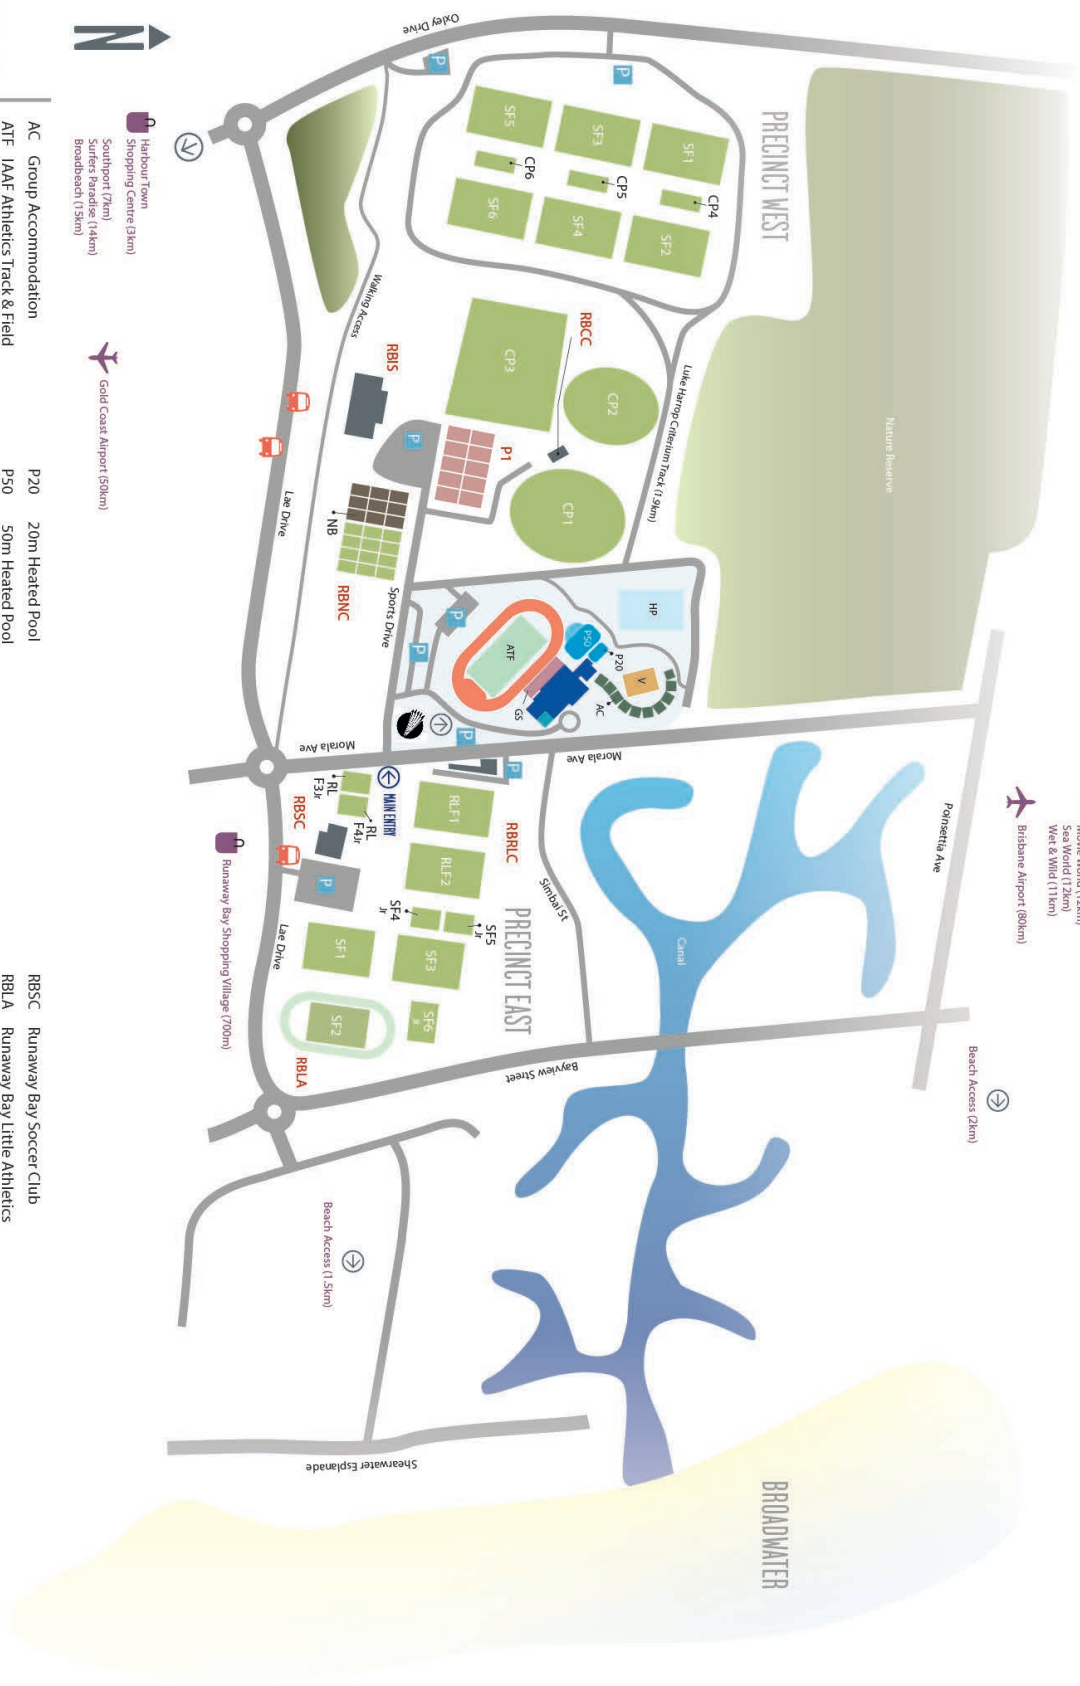 Movie World (12km)
Sea World (12km)
Wet & Wild (11km)
Brisbane Airport (80km)
Beach Access (2km)
Poinsettia Ave
Nature Reserve
Canal
BROADWATER
PRECINCT WEST
SF1
SF3
SF5
CP4
CP5
CP6
SF2
SF4
SF6
P
P
Oxley Drive
Luke Harrop Criterium Track (1.9km)
RBCC
CP2
CP3
CP1
P1
RBIS
P
Walking Access
NB
RBNC
Sports Drive
Lae Drive
HP
P50
P20
V
AC
ATF
GS
P
P
P
Morala Ave
Morala Ave
MAIN ENTRY
P
RBRLC
RLF1
RLF2
RL
F3Jr
RL
F4Jr
RBSC
P
Simbai St
PRECINCT EAST
SF5
Jr
SF4
Jr
SF3
SF1
SF6
Jr
SF2
RBLA
Lae Drive
Bayview Street
Beach Access (1.5km)
Shearwater Esplanade
Runaway Bay Shopping Village (700m)
Gold Coast Airport (50km)
Harbour Town
Shopping Centre (3km)
Southport (7km)
Surfers Paradise (14km)
Broadbeach (15km)
N
AC Group Accommodation
ATF IAAF Athletics Track & Field
P20 20m Heated Pool
P50 50m Heated Pool
RBSC Runaway Bay Soccer Club
RBLA Runaway Bay Little Athletics